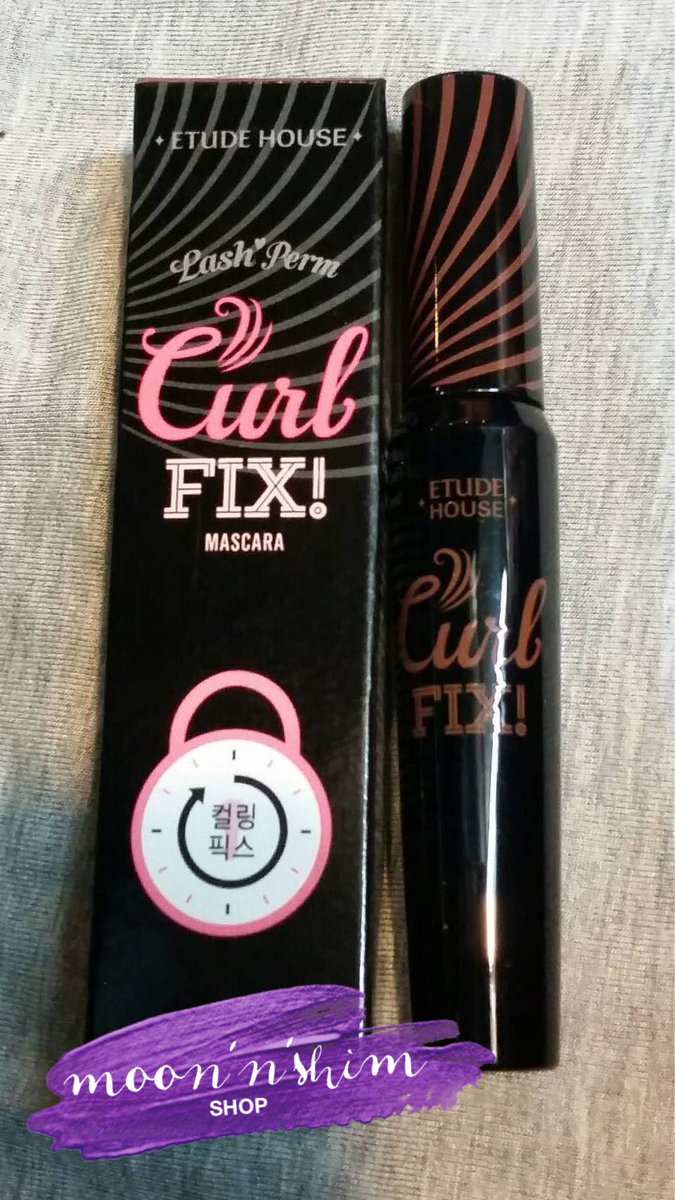 ETUDE HOUSE
Lash Perm
Curl
FIX!
MASCARA
컬링
픽스
ETUDE
HOUSE
Curl
FIX!
moon'n'shim
SHOP